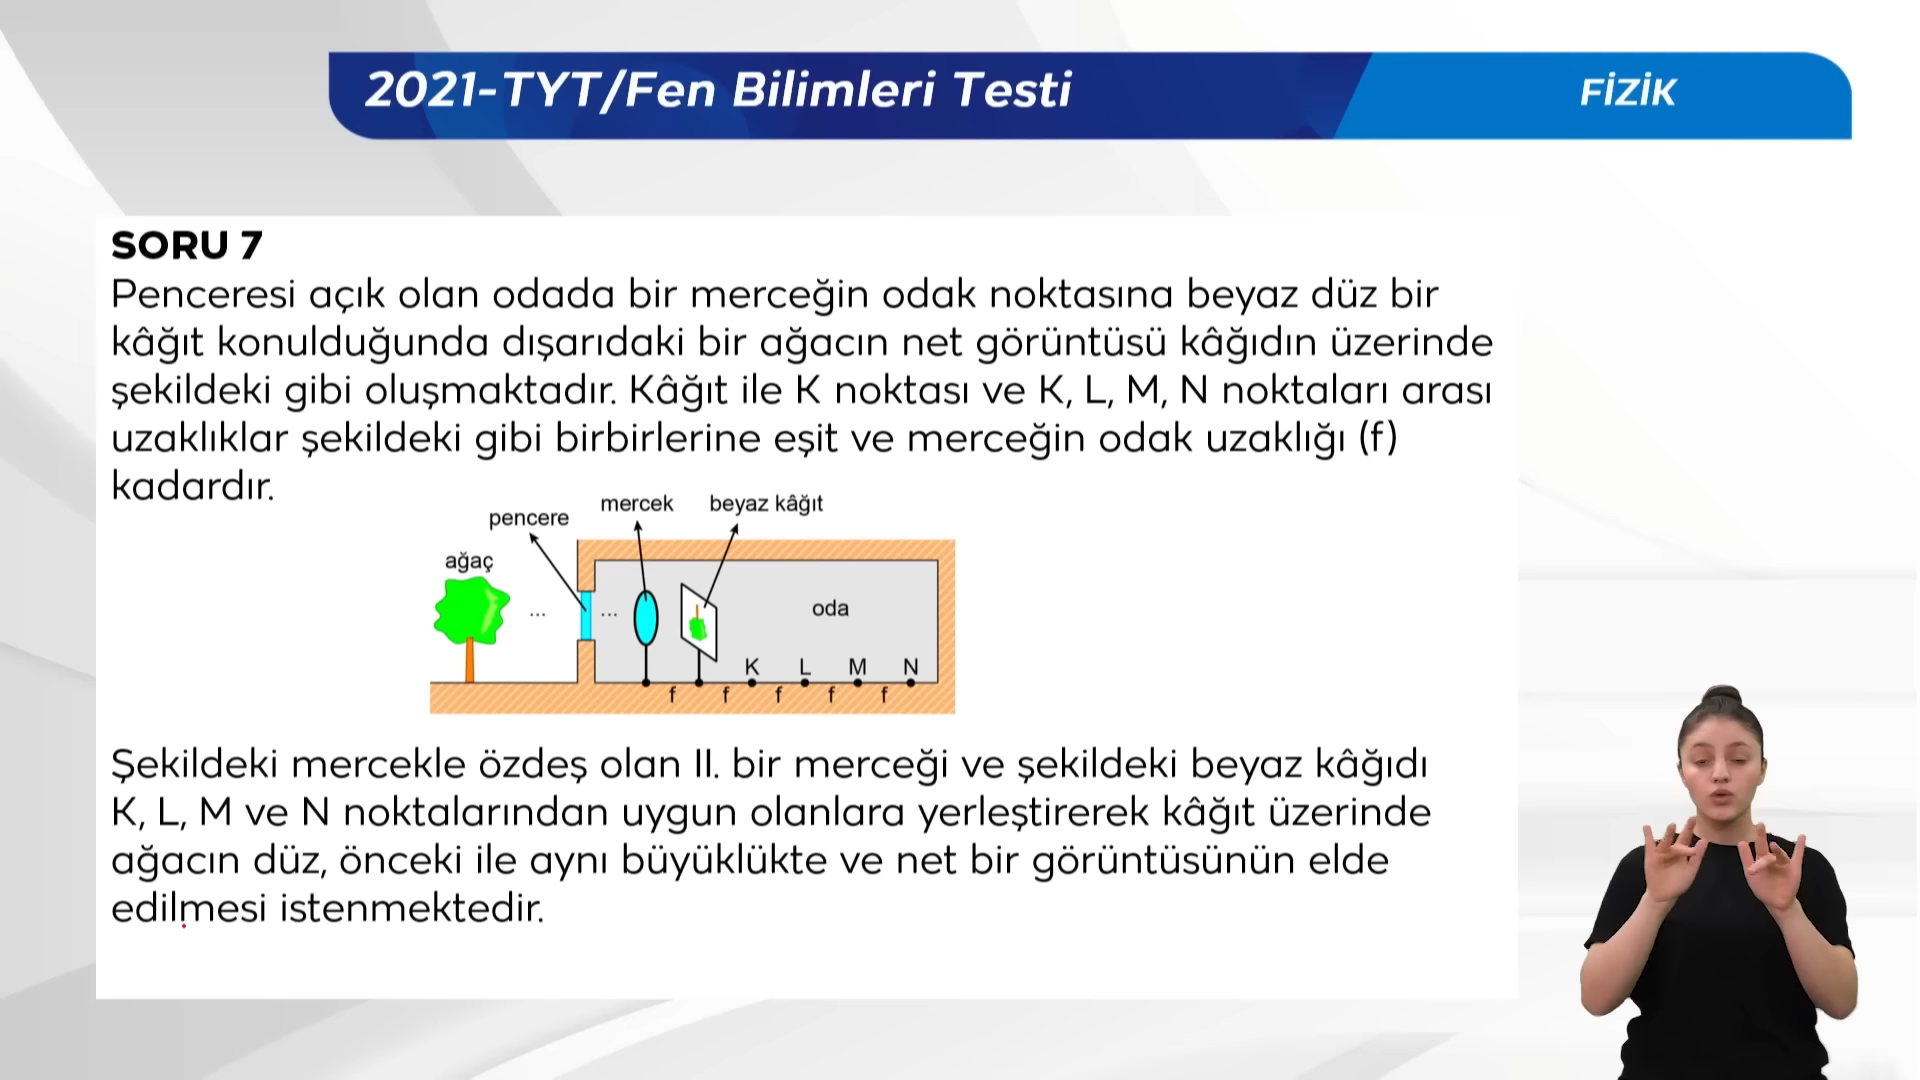 2021-TYT/Fen Bilimleri Testi
FİZİK
SORU 7
Penceresi açık olan odada bir merceğin odak noktasına beyaz düz bir
kâğıt konulduğunda dışarıdaki bir ağacın net görüntüsü kâğıdın üzerinde
şekildeki gibi oluşmaktadır. Kâğıt ile K noktası ve K, L, M, N noktaları arası
uzaklıklar şekildeki gibi birbirlerine eşit ve merceğin odak uzaklığı (f)
kadardır.
mercek
beyaz kâğıt
pencere
ağaç
...
...
oda
K L M N
f f f f f
Şekildeki mercekle özdeş olan II. bir merceği ve şekildeki beyaz kâğıdı
K, L, M ve N noktalarından uygun olanlara yerleştirerek kâğıt üzerinde
ağacın düz, önceki ile aynı büyüklükte ve net bir görüntüsünün elde
edilmesi istenmektedir.